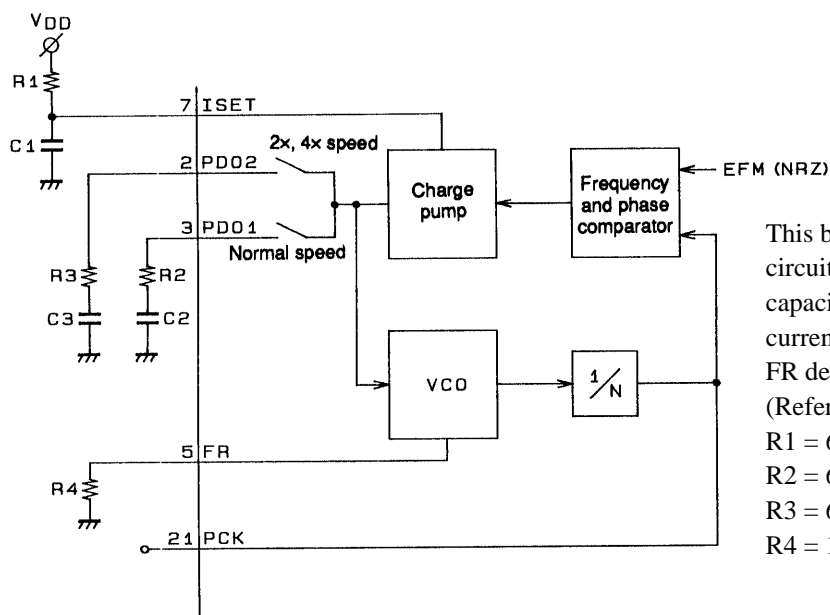 VDD
R1
7 ISET
C1
2× , 4× speed
2 PDO2
Charge
pump
Frequency
and phase
comparator
EFM (NRZ)
3 PDO1
Normal speed
R3
R2
C3
C2
VCO
1/N
5 FR
R4
21 PCK
This b
circuit
capaci
curren
FR de
(Refer
R1 = 6
R2 = 6
R3 = 6
R4 = 1